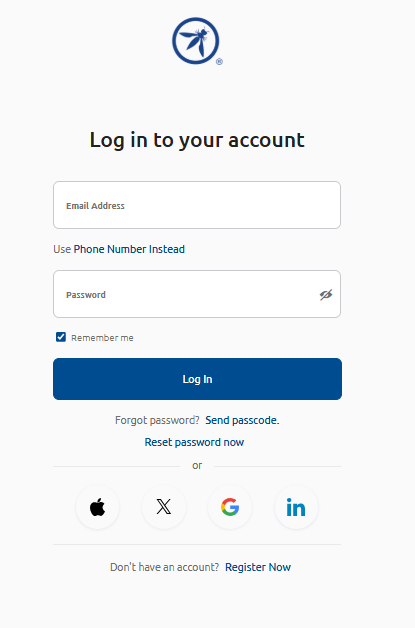 ®
Log in to your account
Email Address
Use Phone Number Instead
Password
Remember me
Log In
Forgot password? Send passcode.
Reset password now
or
Don't have an account? Register Now